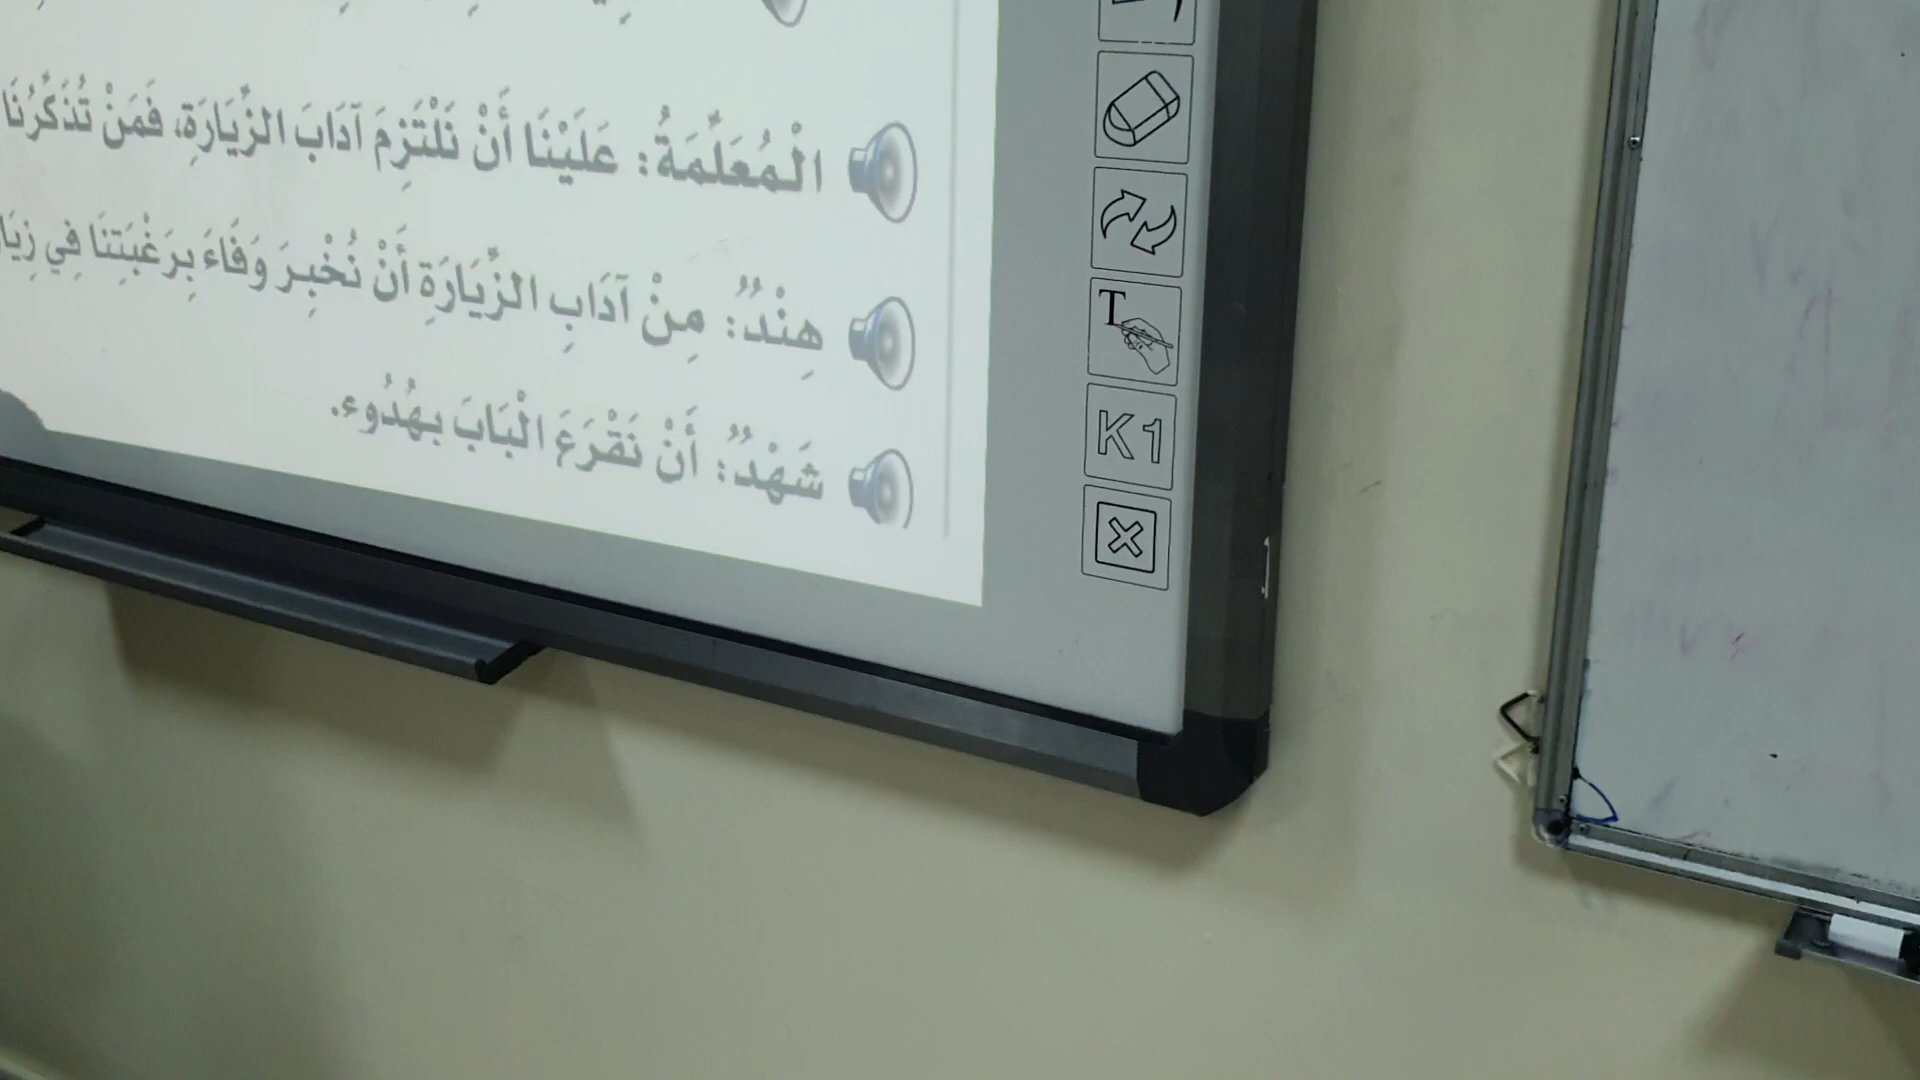 الْمُعَلِّمَةُ: عَلَيْنَا أَنْ نَلْتَزِمَ آدَابَ الزِّيَارَةِ، فَمَنْ تُذَكِّرُنَا
هِنْدٌ: مِنْ آدَابِ الزِّيَارَةِ أَنْ نُخْبِرَ وَفَاءَ بِرَغْبَتِنَا فِي
شَهْدٌ: أَنْ نَقْرَعَ الْبَابَ بِهُدُوءٍ.
T
K1